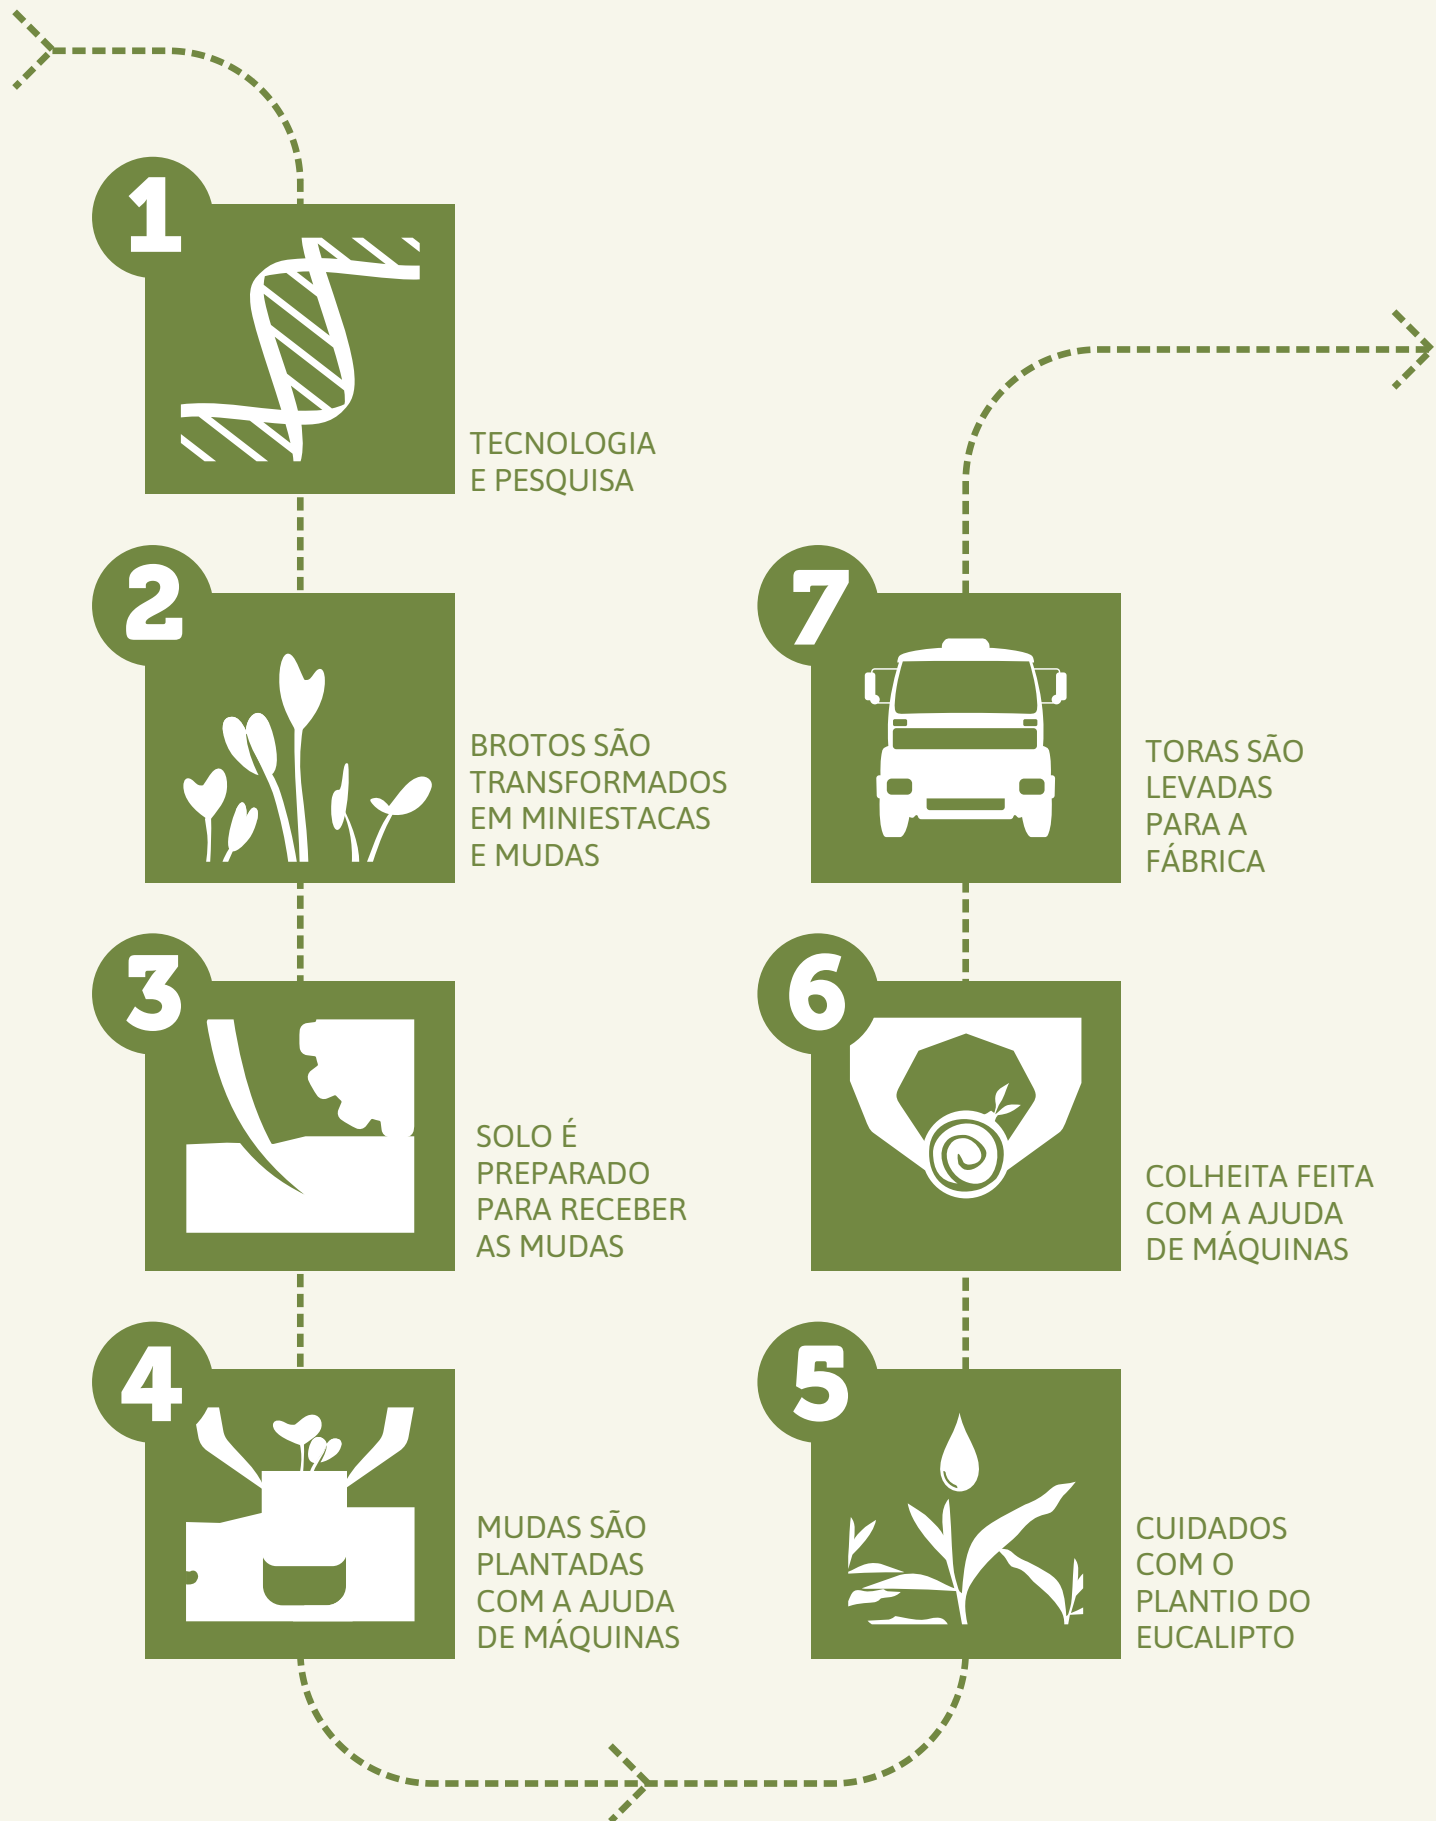 1
TECNOLOGIA
E PESQUISA
2
BROTOS SÃO
TRANSFORMADOS
EM MINIESTACAS
E MUDAS
3
SOLO É
PREPARADO
PARA RECEBER
AS MUDAS
4
MUDAS SÃO
PLANTADAS
COM A AJUDA
DE MÁQUINAS
5
CUIDADOS
COM O
PLANTIO DO
EUCALIPTO
6
COLHEITA FEITA
COM A AJUDA
DE MÁQUINAS
7
TORAS SÃO
LEVADAS
PARA A
FÁBRICA